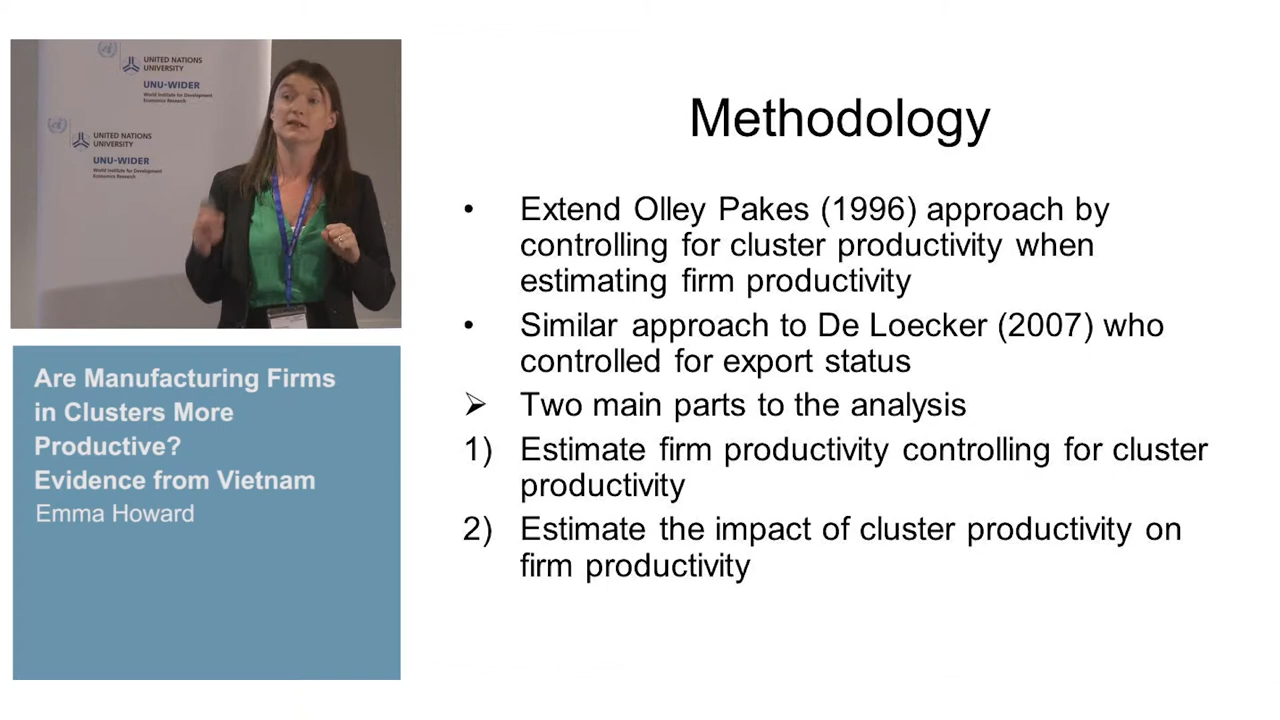 UNITED NATIONS
UNIVERSITY
UNU-WIDER
World Institute for Development
Economics Research
UNITED NATIONS
UNIVERSITY
UNU-WIDER
World Institute for Development
Economics Research
Are Manufacturing Firms
in Clusters More
Productive?
Evidence from Vietnam
Emma Howard
Methodology
• Extend Olley Pakes (1996) approach by
controlling for cluster productivity when
estimating firm productivity
• Similar approach to De Loecker (2007) who
controlled for export status
➢ Two main parts to the analysis
1) Estimate firm productivity controlling for cluster
productivity
2) Estimate the impact of cluster productivity on
firm productivity